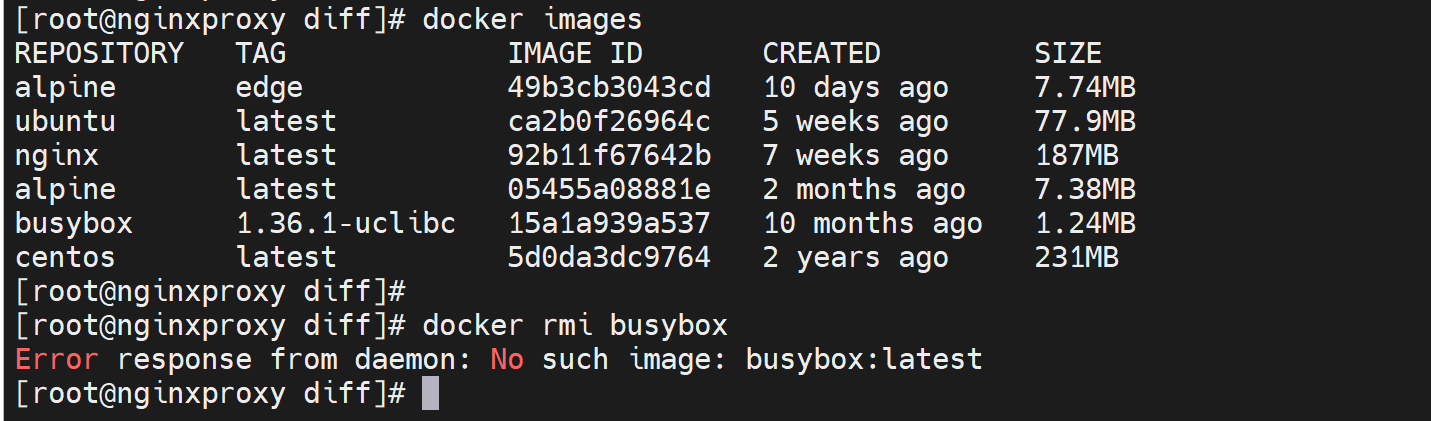 [root@nginxproxy diff]# docker images
REPOSITORY   TAG             IMAGE ID       CREATED         SIZE
alpine       edge            49b3cb3043cd   10 days ago     7.74MB
ubuntu       latest          ca2b0f26964c   5 weeks ago     77.9MB
nginx        latest          92b11f67642b   7 weeks ago     187MB
alpine       latest          05455a08881e   2 months ago    7.38MB
busybox      1.36.1-uclibc   15a1a939a537   10 months ago   1.24MB
centos       latest          5d0da3dc9764   2 years ago     231MB
[root@nginxproxy diff]#
[root@nginxproxy diff]# docker rmi busybox
Error response from daemon: No such image: busybox:latest
[root@nginxproxy diff]#